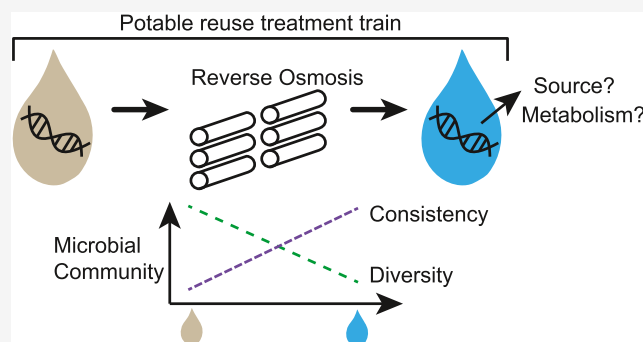 Potable reuse treatment train
Reverse Osmosis
Source?
Metabolism?
Consistency
Microbial
Community
Diversity